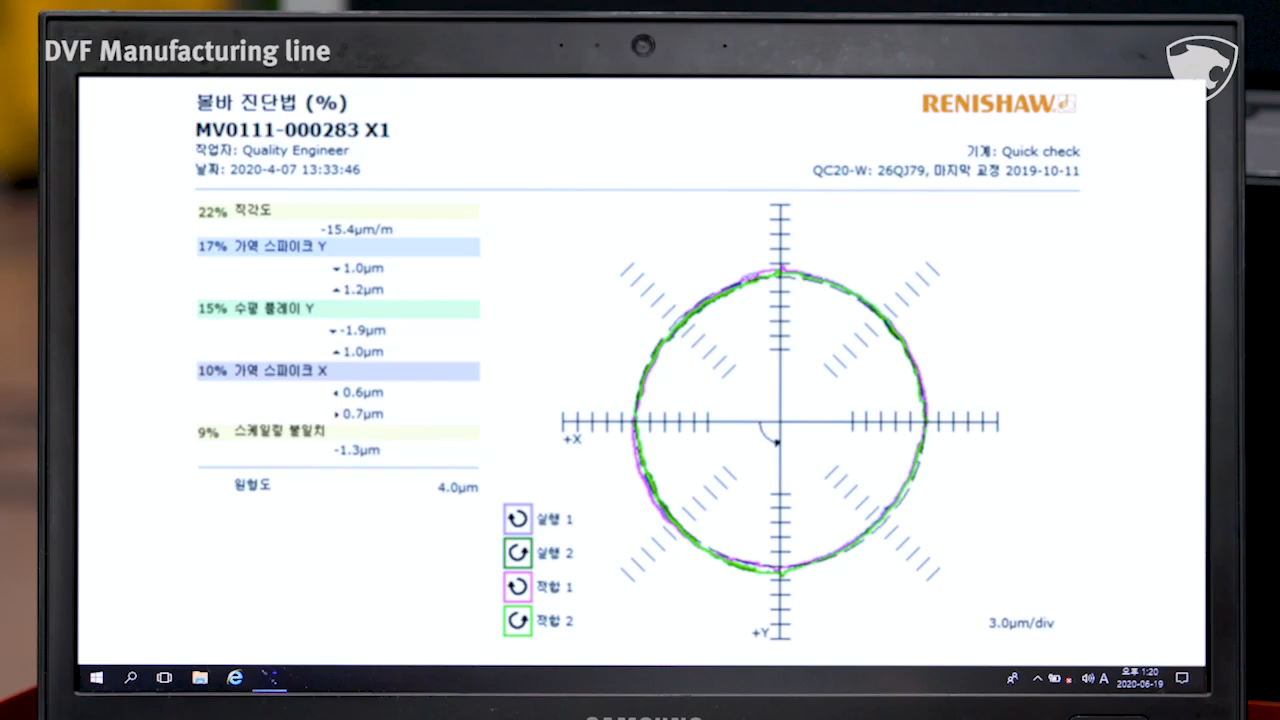 DVF Manufacturing line
볼바 진단법 (%)
RENISHAW
MV0111-000283 X1
작업자: Quality Engineer
기계: Quick check
날짜: 2020-4-07 13:33:46
QC20-W: 26QJ79, 마지막 교정 2019-10-11
22% 직각도
-15.4µm/m
17% 가역 스파이크 Y
1.0µm
1.2µm
15% 수평 플레이 Y
-1.9µm
1.0µm
10% 가역 스파이크 X
0.6µm
0.7µm
9% 스케일링 불일치
-1.3µm
원형도 4.0µm
+X
실행 1
실행 2
적합 1
적합 2
+Y
3.0µm/div
A
오후 1:20
2020-06-19
SAMSUNG